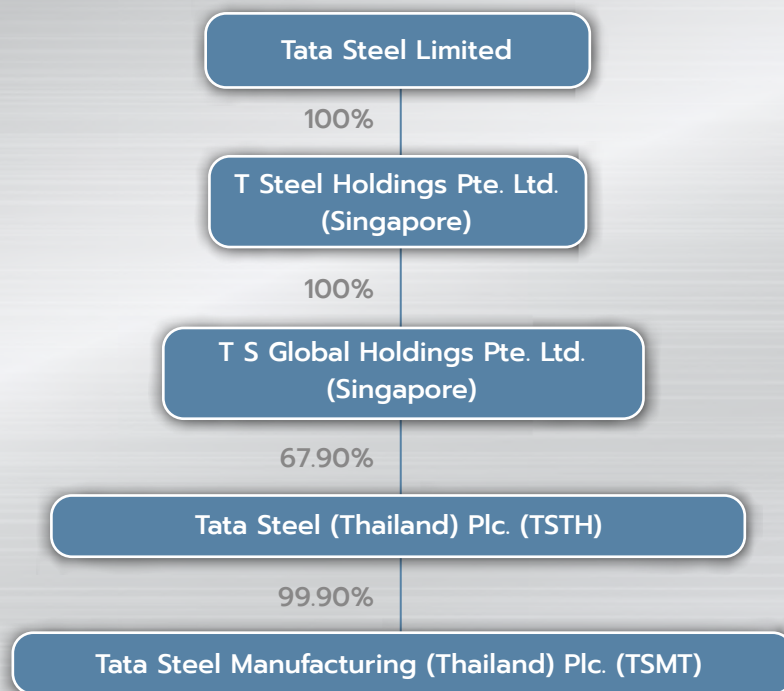 Tata Steel Limited
100%
T Steel Holdings Pte. Ltd.
(Singapore)
100%
T S Global Holdings Pte. Ltd.
(Singapore)
67.90%
Tata Steel (Thailand) Plc. (TSTH)
99.90%
Tata Steel Manufacturing (Thailand) Plc. (TSMT)